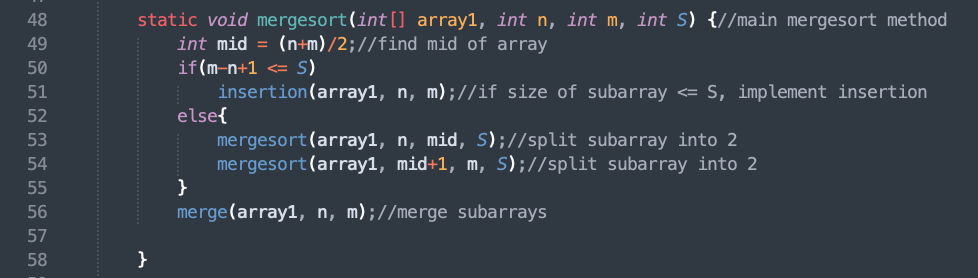 48 static void mergesort(int[] array1, int n, int m, int S) {//main mergesort method
49 int mid = (n+m)/2;//find mid of array
50 if(m-n+1 <= S)
51 insertion(array1, n, m);//if size of subarray <= S, implement insertion
52 else{
53 mergesort(array1, n, mid, S);//split subarray into 2
54 mergesort(array1, mid+1, m, S);//split subarray into 2
55 }
56 merge(array1, n, m);//merge subarrays
57
58 }